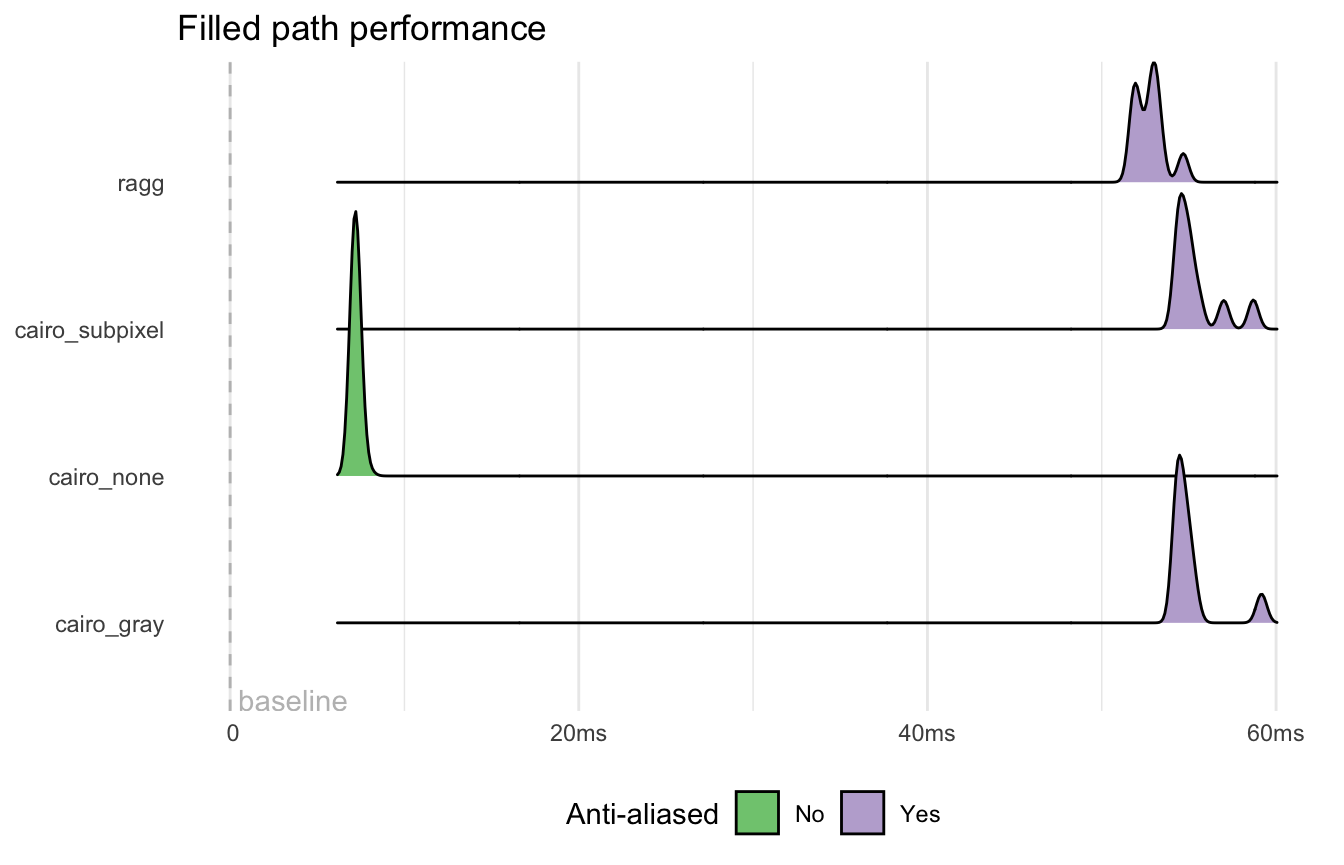 Filled path performance
ragg
cairo_subpixel
cairo_none
cairo_gray
baseline
0 20ms 40ms 60ms
Anti-aliased No Yes